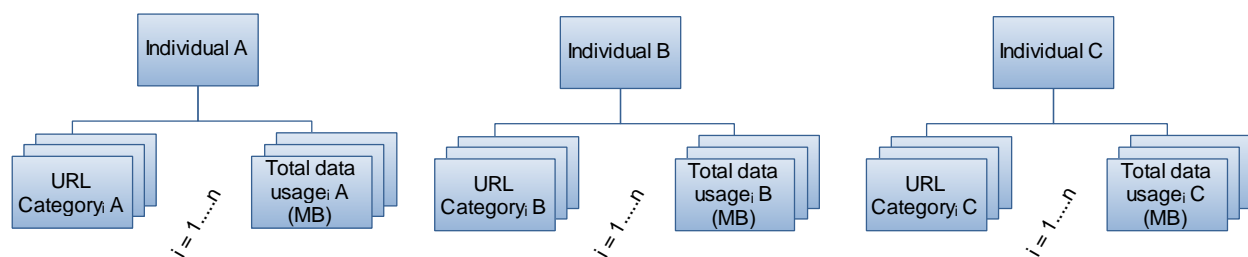 Individual A
Individual B
Individual C
URL
Categoryᵢ A
Total data
usageᵢ A
(MB)
i = 1.....n
URL
Categoryᵢ B
Total data
usageᵢ B
(MB)
i = 1.....n
URL
Categoryᵢ C
Total data
usageᵢ C
(MB)
i = 1.....n